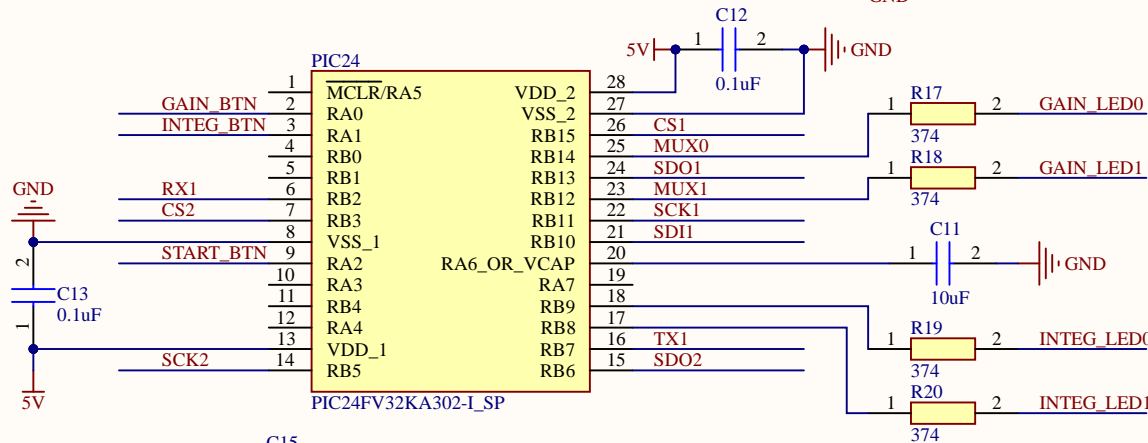 GND
C12
5V
1
2
GND
0.1uF
PIC24
1
MCLR/RA5
VDD_2
28
GAIN_BTN
2
RA0
VSS_2
27
INTEG_BTN
3
RA1
RB15
26
CS1
4
RB0
RB14
25
MUX0
5
RB1
RB13
24
SDO1
RX1
6
RB2
RB12
23
MUX1
CS2
7
RB3
RB11
22
SCK1
8
VSS_1
RB10
21
SDI1
START_BTN
9
RA2
RA6_OR_VCAP
20
10
RA3
RA7
19
11
RB4
RB9
18
12
RA4
RB8
17
13
VDD_1
RB7
16
TX1
SCK2
14
RB5
RB6
15
SDO2
PIC24FV32KA302-I_SP
GND
2
C13
0.1uF
1
5V
R17
1
2
GAIN_LED0
374
R18
1
2
GAIN_LED1
374
C11
1
2
GND
10uF
R19
1
2
INTEG_LED0
374
R20
1
2
INTEG_LED1
374
C15